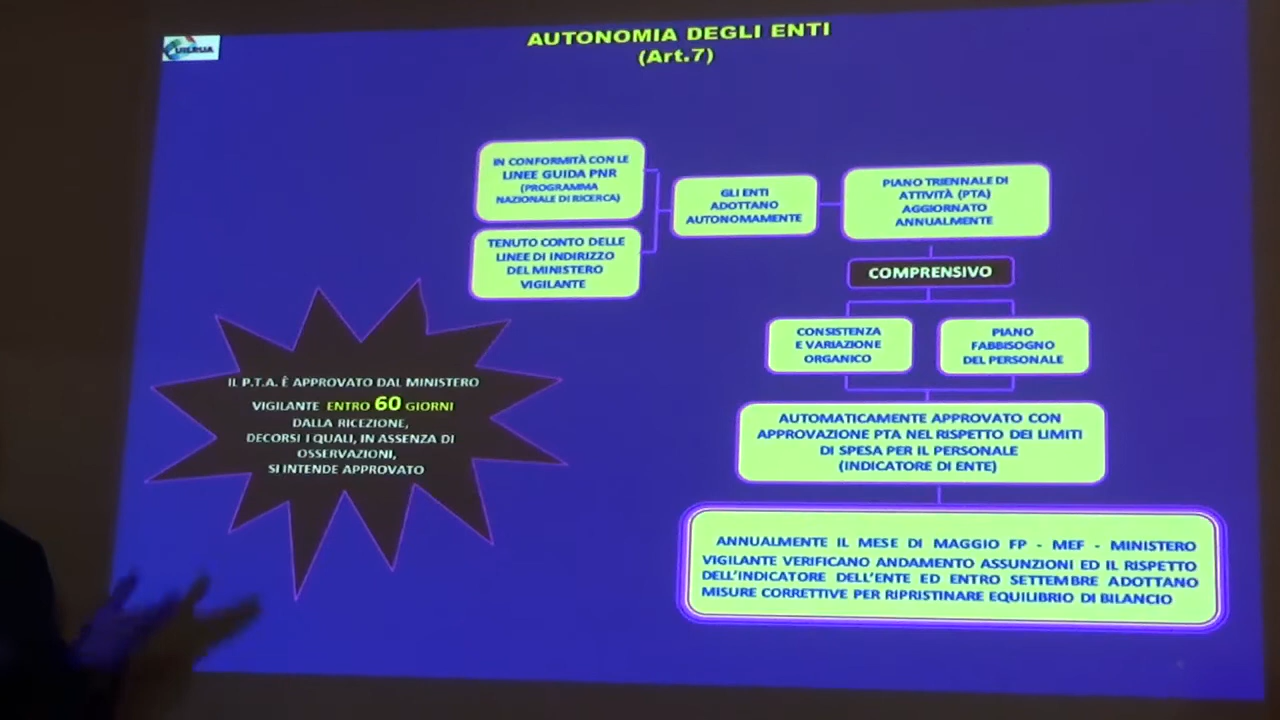 UILRUA
AUTONOMIA DEGLI ENTI
(Art.7)
IN CONFORMITÀ CON LE
LINEE GUIDA PNR
(PROGRAMMA
NAZIONALE DI RICERCA)
TENUTO CONTO DELLE
LINEE DI INDIRIZZO
DEL MINISTERO
VIGILANTE
GLI ENTI
ADOTTANO
AUTONOMAMENTE
PIANO TRIENNALE DI
ATTIVITÀ (PTA)
AGGIORNATO
ANNUALMENTE
COMPRENSIVO
CONSISTENZA
E VARIAZIONE
ORGANICO
PIANO
FABBISOGNO
DEL PERSONALE
IL P.T.A. È APPROVATO DAL MINISTERO
VIGILANTE ENTRO 60 GIORNI
DALLA RICEZIONE,
DECORSI I QUALI, IN ASSENZA DI
OSSERVAZIONI,
SI INTENDE APPROVATO
AUTOMATICAMENTE APPROVATO CON
APPROVAZIONE PTA NEL RISPETTO DEI LIMITI
DI SPESA PER IL PERSONALE
(INDICATORE DI ENTE)
ANNUALMENTE IL MESE DI MAGGIO FP - MEF - MINISTERO
VIGILANTE VERIFICANO ANDAMENTO ASSUNZIONI ED IL RISPETTO
DELL'INDICATORE DELL'ENTE ED ENTRO SETTEMBRE ADOTTANO
MISURE CORRETTIVE PER RIPRISTINARE EQUILIBRIO DI BILANCIO